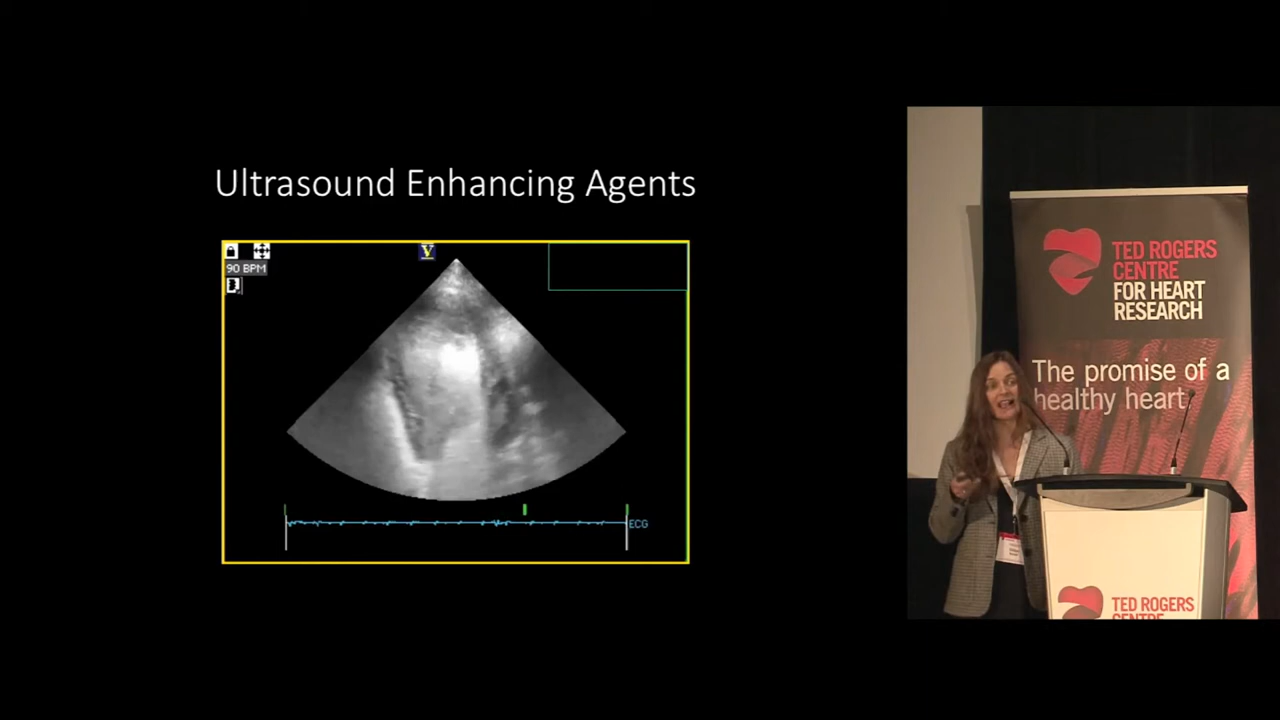 Ultrasound Enhancing Agents
V
90 BPM
ECG
TED ROGERS
CENTRE
FOR HEART
RESEARCH
The promise of a
healthy heart
TED ROGERS
CENTRE